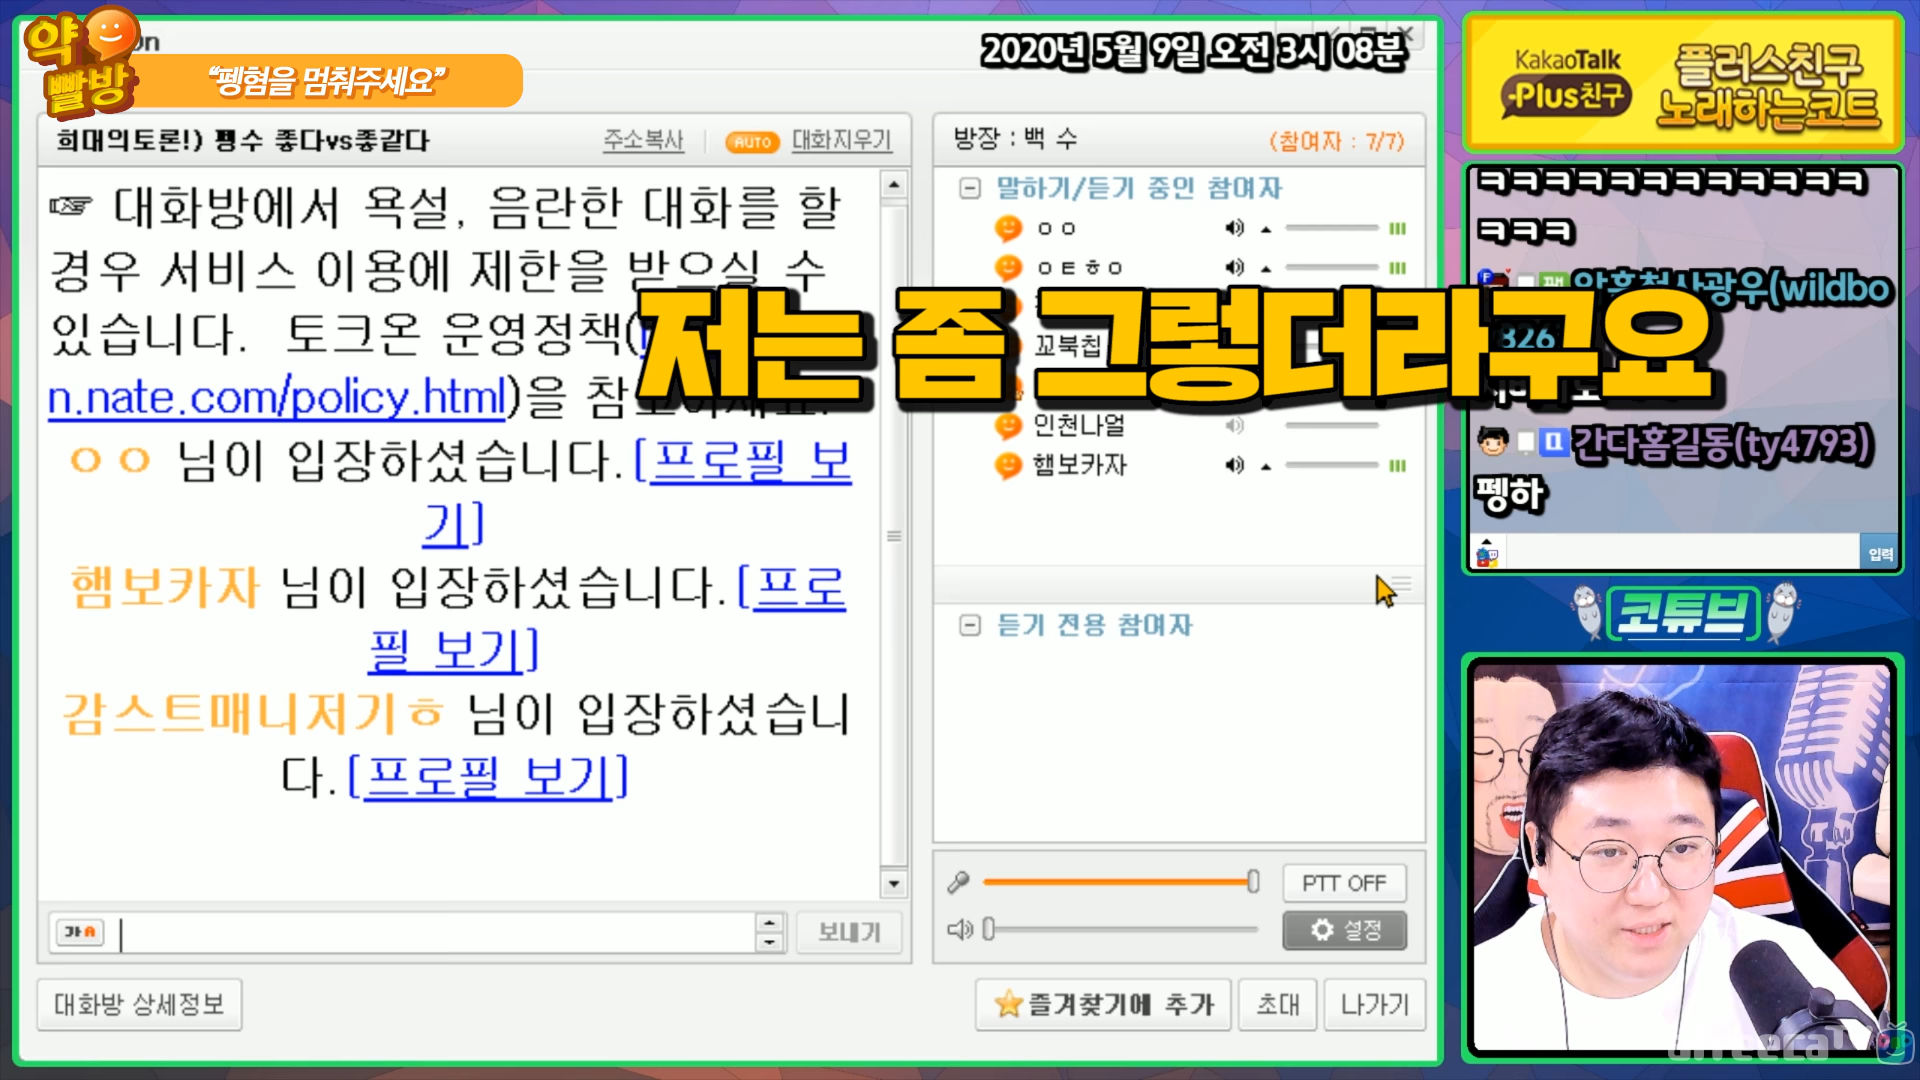 약빨방
“펭혐을 멈춰주세요”
2020년 5월 9일 오전 3시 08분
희대의토론!) 평수 좋다vs좋같다
주소복사
AUTO 대화지우기
☞ 대화방에서 욕설, 음란한 대화를 할
경우 서비스 이용에 제한을 받으실 수
있습니다. 토크온 운영정책(
n.nate.com/policy.html)을
ㅇㅇ 님이 입장하셨습니다.[프로필 보
기]
햄보카자 님이 입장하셨습니다.[프로
필 보기]
감스트매니저기ㅎ 님이 입장하셨습니
다.[프로필 보기]
가A
보내기
대화방 상세정보
방장 : 백 수
(참여자 : 7/7)
말하기/듣기 중인 참여자
ㅇㅇ
ㅇㅌㅎㅇ
꼬북칩
인천나얼
햄보카자
저는 좀 그렇더라구요
듣기 전용 참여자
PTT OFF
설정
즐겨찾기에 추가
초대
나가기
KakaoTalk
Plus친구
플러스친구
노래하는코트
ㅋㅋㅋㅋㅋㅋㅋㅋㅋㅋㅋㅋ
ㅋㅋㅋ
암흑천사광우(wildbo
826
간다홈길동(ty4793)
펭하
입력
코튜브